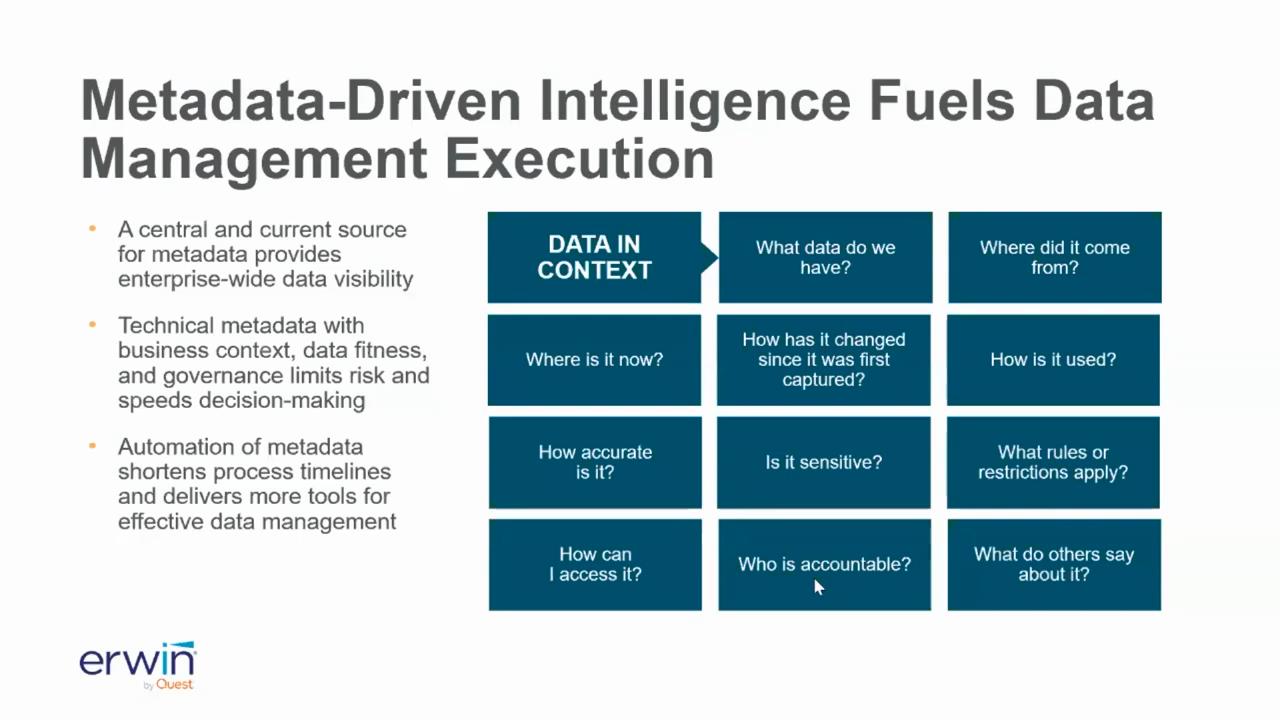 Metadata-Driven Intelligence Fuels Data
Management Execution
• A central and current source
for metadata provides
enterprise-wide data visibility
• Technical metadata with
business context, data fitness,
and governance limits risk and
speeds decision-making
• Automation of metadata
shortens process timelines
and delivers more tools for
effective data management
DATA IN
CONTEXT
What data do we
have?
Where did it come
from?
Where is it now?
How has it changed
since it was first
captured?
How is it used?
How accurate
is it?
Is it sensitive?
What rules or
restrictions apply?
How can
I access it?
Who is accountable?
What do others say
about it?
erwin
by Quest